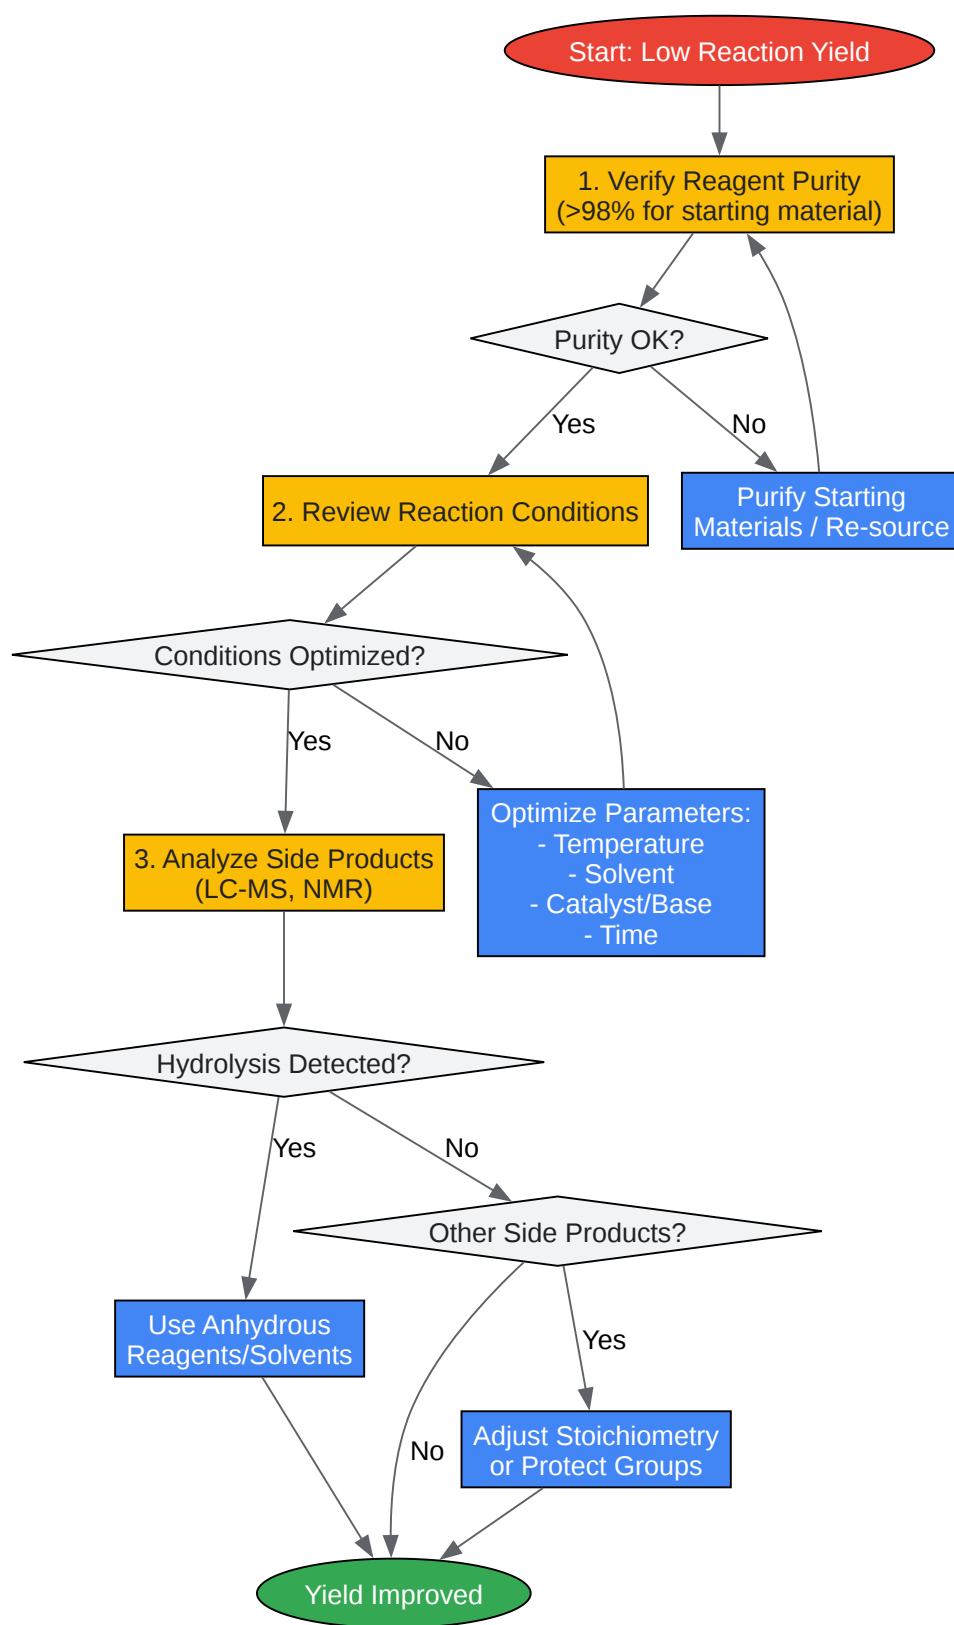 Start: Low Reaction Yield
1. Verify Reagent Purity
(>98% for starting material)
Purity OK?
Yes
No
2. Review Reaction Conditions
Purify Starting
Materials / Re-source
Conditions Optimized?
Yes
No
Optimize Parameters:
- Temperature
- Solvent
- Catalyst/Base
- Time
3. Analyze Side Products
(LC-MS, NMR)
Hydrolysis Detected?
Yes
No
Other Side Products?
Use Anhydrous
Reagents/Solvents
Yes
No
Adjust Stoichiometry
or Protect Groups
Yield Improved